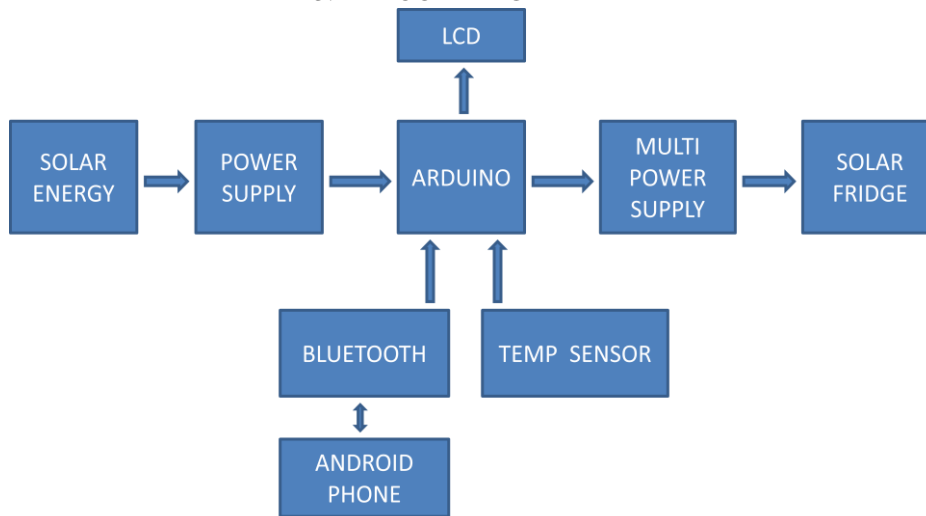 LCD
SOLAR
ENERGY
POWER
SUPPLY
ARDUINO
MULTI
POWER
SUPPLY
SOLAR
FRIDGE
BLUETOOTH
TEMP SENSOR
ANDROID
PHONE